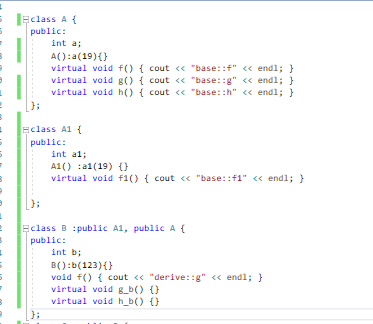 class A {
public:
int a;
A():a(19){}
virtual void f() { cout << "base::f" << endl; }
virtual void g() { cout << "base::g" << endl; }
virtual void h() { cout << "base::h" << endl; }
};
class A1 {
public:
int a1;
A1() :a1(19) {}
virtual void f1() { cout << "base::f1" << endl; }
};
class B :public A1, public A {
public:
int b;
B():b(123){}
void f() { cout << "derive::g" << endl; }
virtual void g_b() {}
virtual void h_b() {}
};